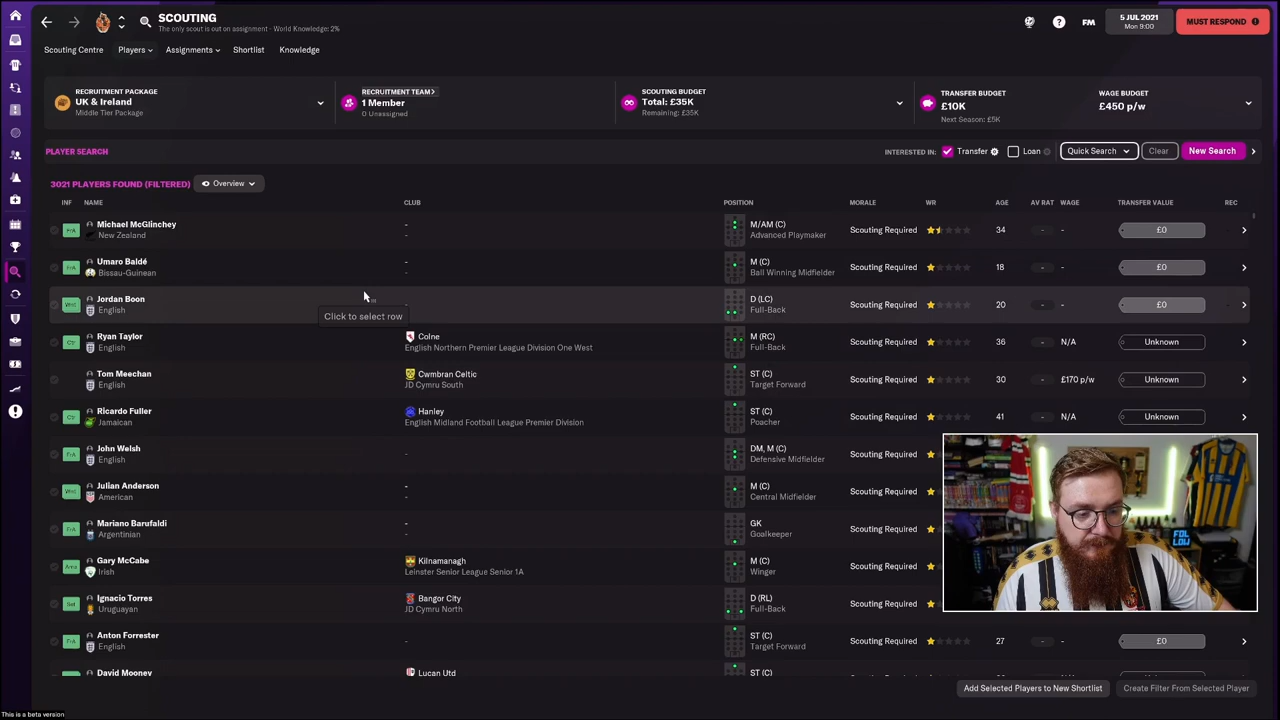 SCOUTING
The only scout is on assignment · World Knowledge: 2%
FM
5 JUL 2021
Mon 9:00
MUST RESPOND
Scouting Centre
Players
Assignments
Shortlist
Knowledge
RECRUITMENT PACKAGE
UK & Ireland
Middle Tier Package
RECRUITMENT TEAM >
1 Member
0 Unassigned
SCOUTING BUDGET
Total: £35K
Remaining: £35K
TRANSFER BUDGET
£10K
Next Season: £5K
WAGE BUDGET
£450 p/w
PLAYER SEARCH
INTERESTED IN: Transfer Loan Quick Search Clear New Search
3021 PLAYERS FOUND (FILTERED) Overview
INF NAME CLUB POSITION MORALE WR AGE AV RAT WAGE TRANSFER VALUE REC
FrA Michael McGlinchey - M/AM (C) Scouting Required 34 - - £0
New Zealand - Advanced Playmaker
FrA Umaro Baldé - M (C) Scouting Required 18 - - £0
Bissau-Guinean - Ball Winning Midfielder
Jordan Boon - D (LC) Scouting Required 20 - - £0
English Full-Back
Click to select row
Ctr Ryan Taylor Colne M (RC) Scouting Required 36 - N/A Unknown
English English Northern Premier League Division One West Full-Back
Tom Meechan Cwmbran Celtic ST (C) Scouting Required 30 - £170 p/w Unknown
English JD Cymru South Target Forward
Ctr Ricardo Fuller Hanley ST (C) Scouting Required 41 - N/A Unknown
Jamaican English Midland Football League Premier Division Poacher
FrA John Welsh - DM, M (C) Scouting Required
English Defensive Midfielder
Julian Anderson - M (C) Scouting Required
American - Central Midfielder
FrA Mariano Barufaldi - GK Scouting Required
Argentinian - Goalkeeper
Gary McCabe Kilnamanagh M (C) Scouting Required
Irish Leinster Senior League Senior 1A Winger
Ignacio Torres Bangor City D (RL) Scouting Required
Uruguayan JD Cymru North Full-Back
FrA Anton Forrester - ST (C) Scouting Required 27 - - £0
English Target Forward
David Mooney Lucan Utd ST (C)
Add Selected Players to New Shortlist
Create Filter From Selected Player
This is a beta version
FOL
LOW